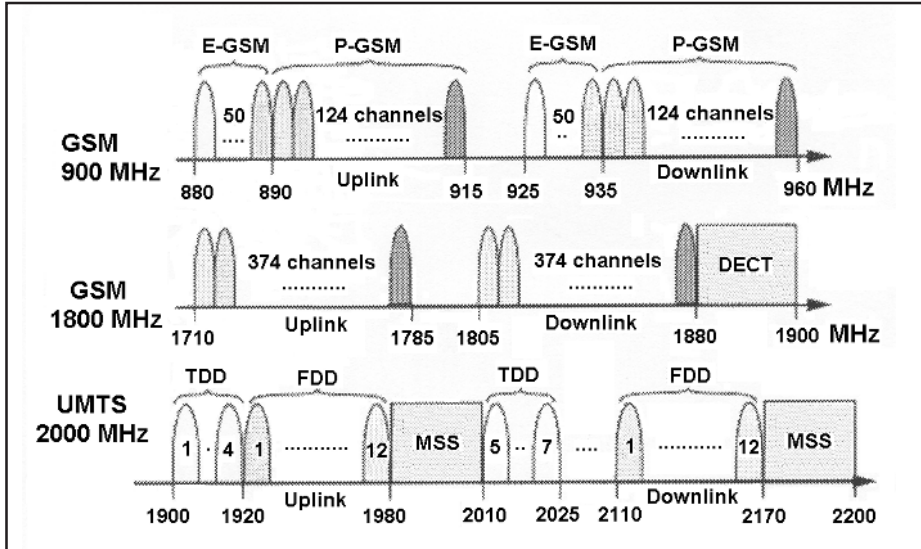 E-GSM P-GSM E-GSM P-GSM
50 124 channels 50 124 channels
.... ........... .. ...........
GSM
900 MHz
Uplink Downlink
880 890 915 925 935 960 MHz
374 channels 374 channels DECT
............ ............
GSM
1800 MHz
Uplink Downlink
1710 1785 1805 1880 1900 MHz
TDD FDD TDD FDD
UMTS
2000 MHz
1 . 4 1 ............ 12 MSS 5 .. 7 .... 1 .............. 12 MSS
Uplink Downlink
1900 1920 1980 2010 2025 2110 2170 2200